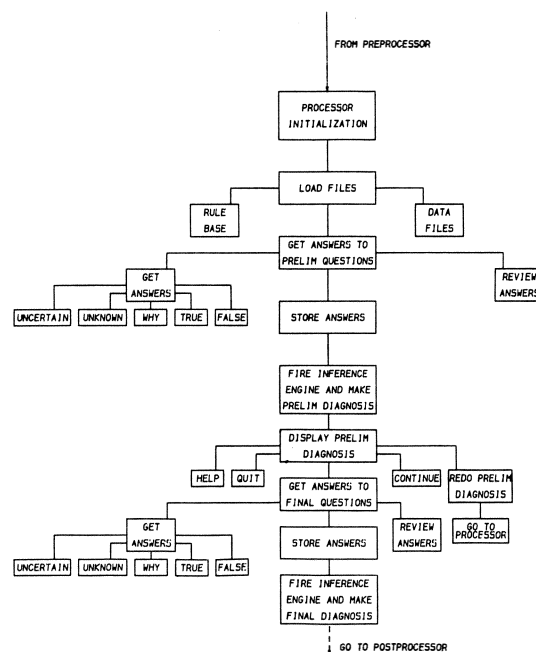 FROM PREPROCESSOR
PROCESSOR
INITIALIZATION
LOAD FILES
RULE
BASE
DATA
FILES
GET ANSWERS TO
PRELIM QUESTIONS
GET
ANSWERS
REVIEW
ANSWERS
UNCERTAIN
UNKNOWN
WHY
TRUE
FALSE
STORE ANSWERS
FIRE INFERENCE
ENGINE AND MAKE
PRELIM DIAGNOSIS
DISPLAY PRELIM
DIAGNOSIS
HELP
QUIT
CONTINUE
REDO PRELIM
DIAGNOSIS
GET ANSWERS TO
FINAL QUESTIONS
GET
ANSWERS
REVIEW
ANSWERS
GO TO
PROCESSOR
STORE ANSWERS
UNCERTAIN
UNKNOWN
WHY
TRUE
FALSE
FIRE INFERENCE
ENGINE AND MAKE
FINAL DIAGNOSIS
GO TO POSTPROCESSOR